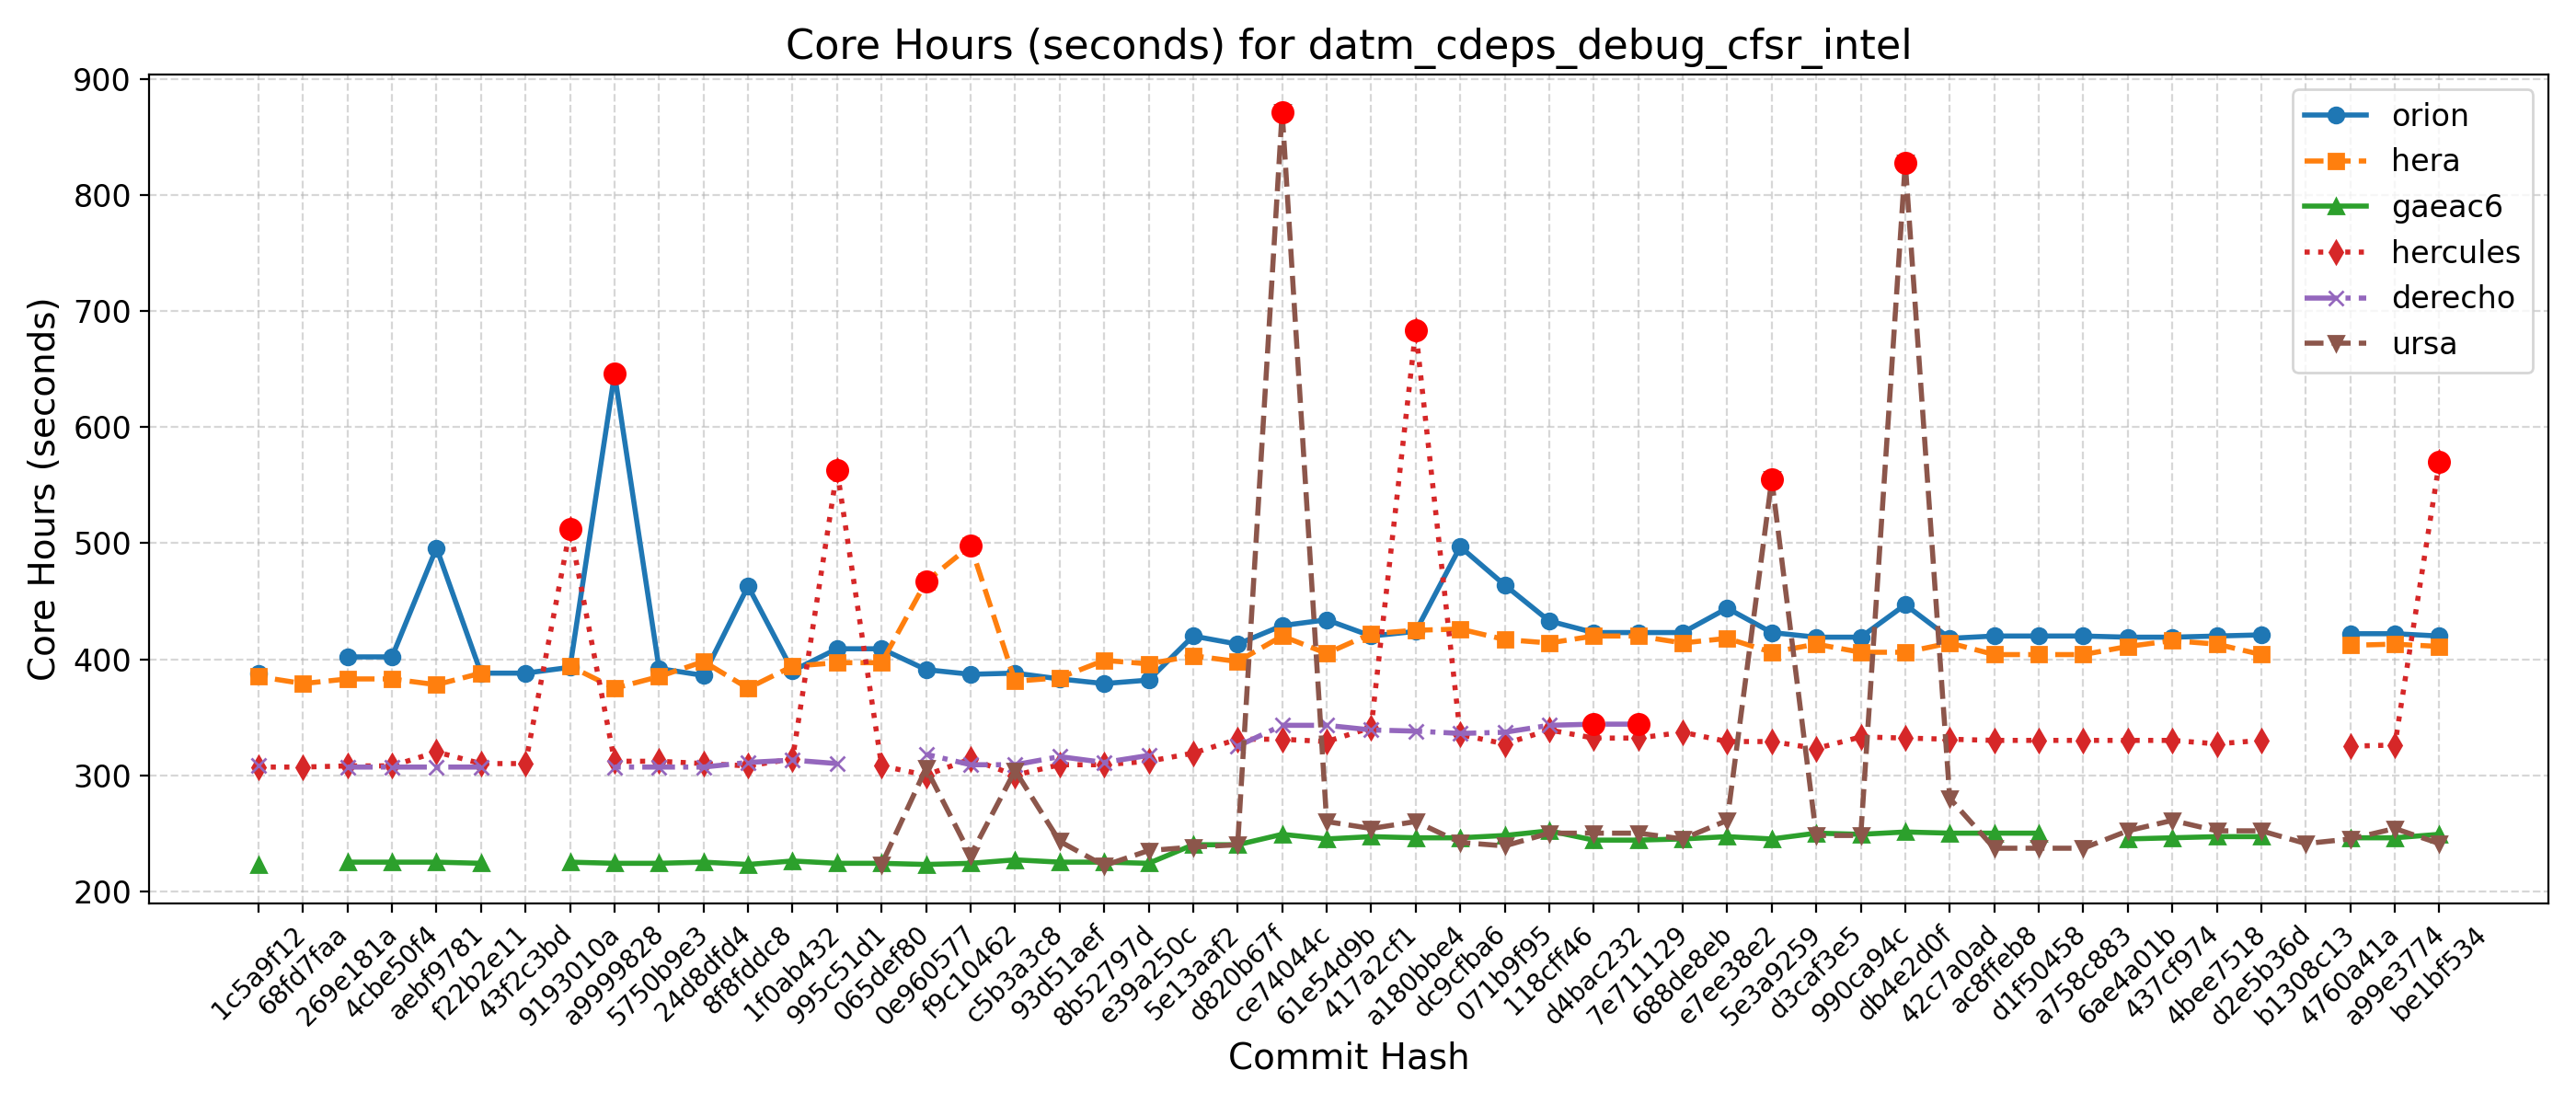 Core Hours (seconds) for datm_cdeps_debug_cfsr_intel
Core Hours (seconds)
900
800
700
600
500
400
300
200
orion
hera
gaeac6
hercules
derecho
ursa
1c5a9f12
68fd7faa
269e181a
4cbe50f4
aebf9781
f22b2e11
43f2c3bd
9193010a
a9999828
5750b9e3
24d8dfd4
8f8fddc8
1f0ab432
995c51d1
065def80
0e960577
f9c10462
c5b3a3c8
93d51aef
8b52797d
e39a250c
5e13aaf2
d820b67f
ce74044c
61e54d9b
417a2cf1
a180bbe4
dc9cfba6
071b9f95
118cff46
d4bac232
7e711129
688de8eb
e7ee38e2
5e3a9259
d3caf3e5
990ca94c
db4e2d0f
42c7a0ad
ac8ffeb8
d1f50458
a758c883
6ae4a01b
437cf974
4bee7518
d2e5b36d
b1308c13
4760a41a
a99e3774
be1bf534
Commit Hash